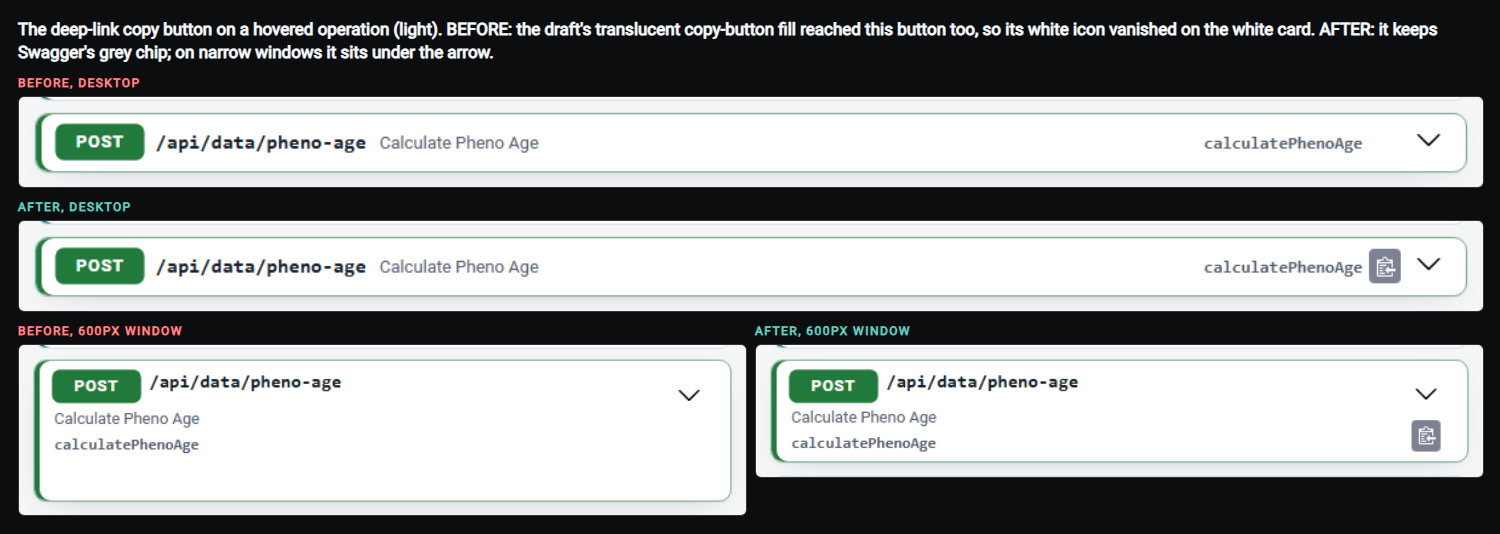 The deep-link copy button on a hovered operation (light). BEFORE: the draft's translucent copy-button fill reached this button too, so its white icon vanished on the white card. AFTER: it keeps
Swagger's grey chip; on narrow windows it sits under the arrow.
BEFORE, DESKTOP
POST /api/data/pheno-age Calculate Pheno Age calculatePhenoAge
AFTER, DESKTOP
POST /api/data/pheno-age Calculate Pheno Age calculatePhenoAge
BEFORE, 600PX WINDOW
POST /api/data/pheno-age
Calculate Pheno Age
calculatePhenoAge
AFTER, 600PX WINDOW
POST /api/data/pheno-age
Calculate Pheno Age
calculatePhenoAge